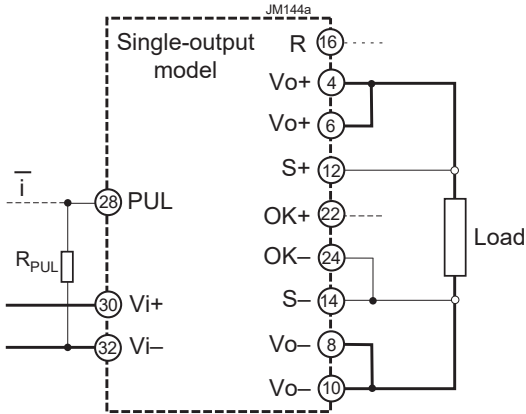 JM144a
Single-output
model
R 16
Vo+ 4
Vo+ 6
S+ 12
i
28 PUL
OK+ 22
Load
OK– 24
RPUL
S– 14
30 Vi+
32 Vi–
Vo– 8
Vo– 10